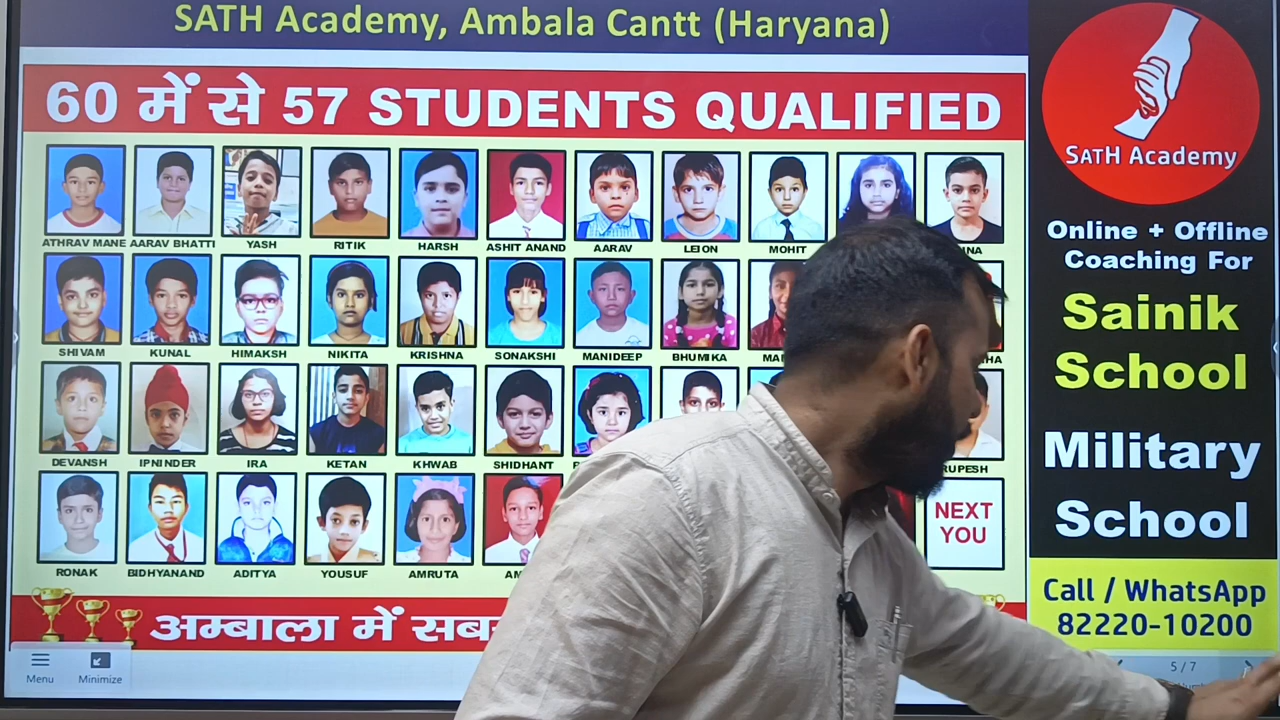 SATH Academy, Ambala Cantt (Haryana)
60 में से 57 STUDENTS QUALIFIED
ATHRAV MANE AARAV BHATTI YASH RITIK HARSH ASHIT ANAND AARAV LEION MOHIT
SHIVAM KUNAL HIMAKSH NIKITA KRISHNA SONAKSHI MANIDEEP BHUMIKA
DEVANSH IPNINDER IRA KETAN KHWAB SHIDHANT RUPESH
NEXT
YOU
RONAK BIDHYANAND ADITYA YOUSUF AMRUTA
अम्बाला में
Menu Minimize
SATH Academy
Online + Offline
Coaching For
Sainik
School
Military
School
Call / WhatsApp
82220-10200
5 / 7